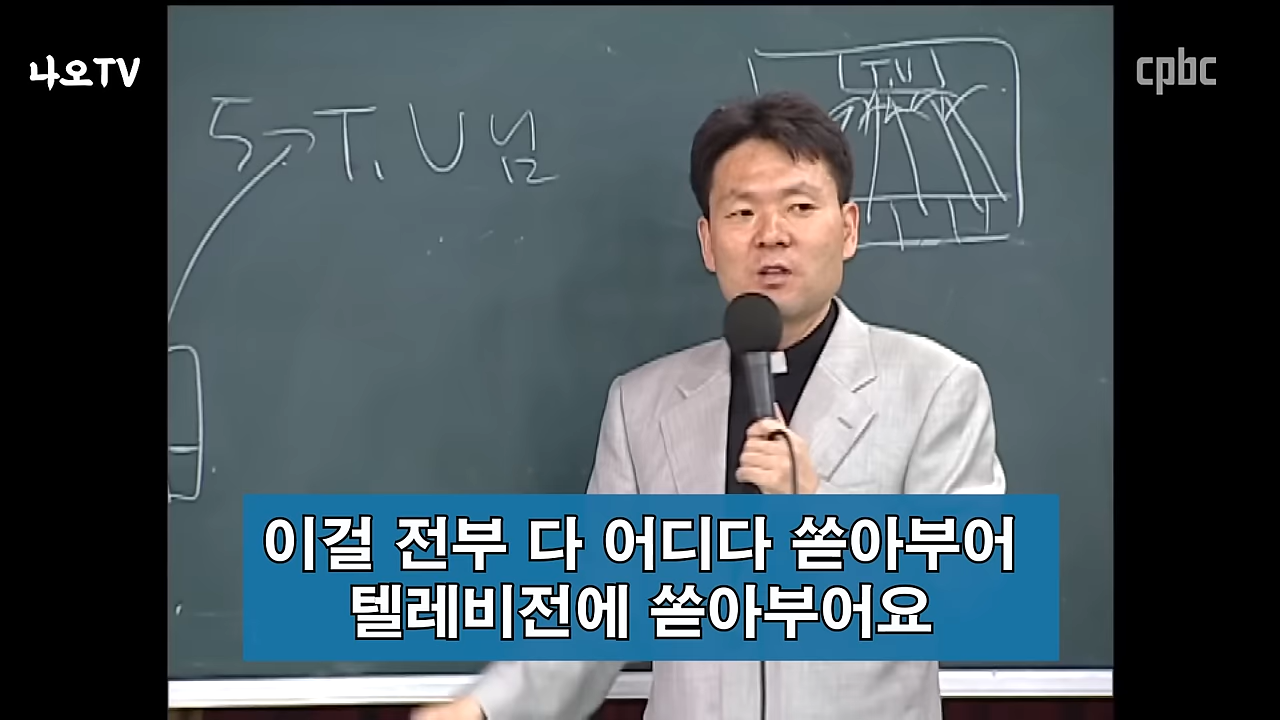 나오TV
cpbc
5 T.V님
T.V
이걸 전부 다 어디다 쏟아부어
텔레비전에 쏟아부어요